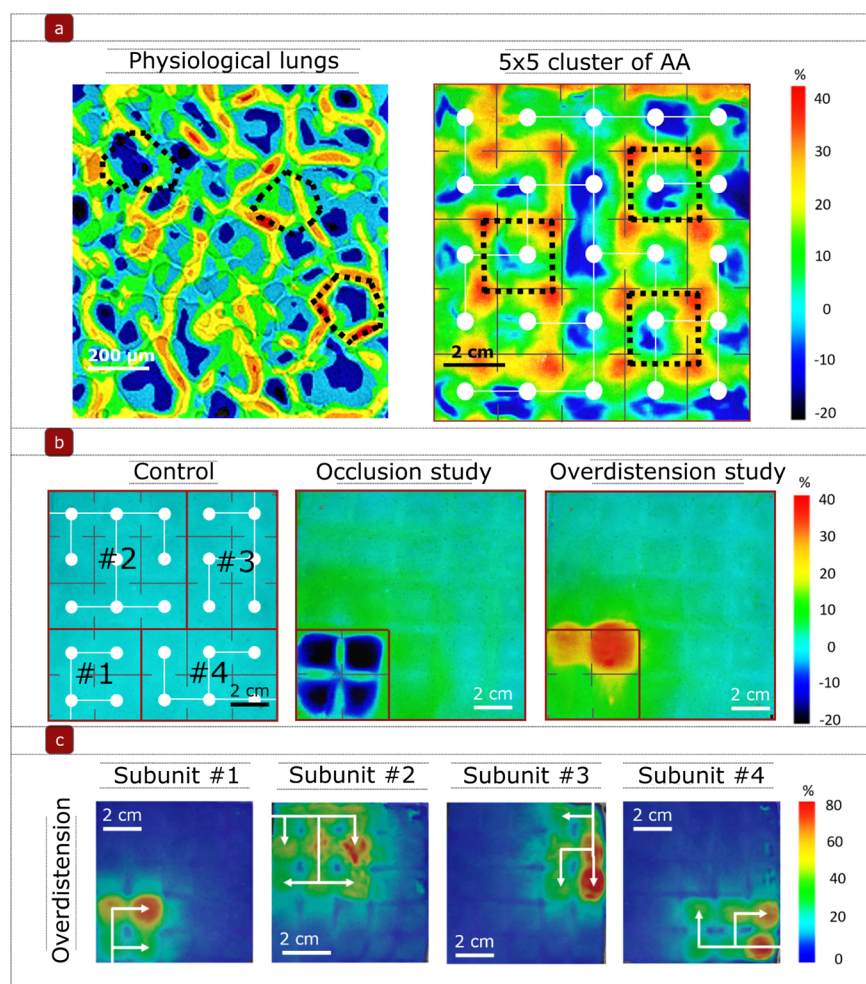 a
Physiological lungs
5x5 cluster of AA
%
40
30
20
10
0
-10
-20
200 µm
2 cm
b
Control
Occlusion study
Overdistension study
%
40
30
20
10
0
-10
-20
#2
#3
#1
#4
2 cm
2 cm
2 cm
c
Subunit #1
Subunit #2
Subunit #3
Subunit #4
Overdistension
2 cm
2 cm
2 cm
2 cm
%
80
60
40
20
0